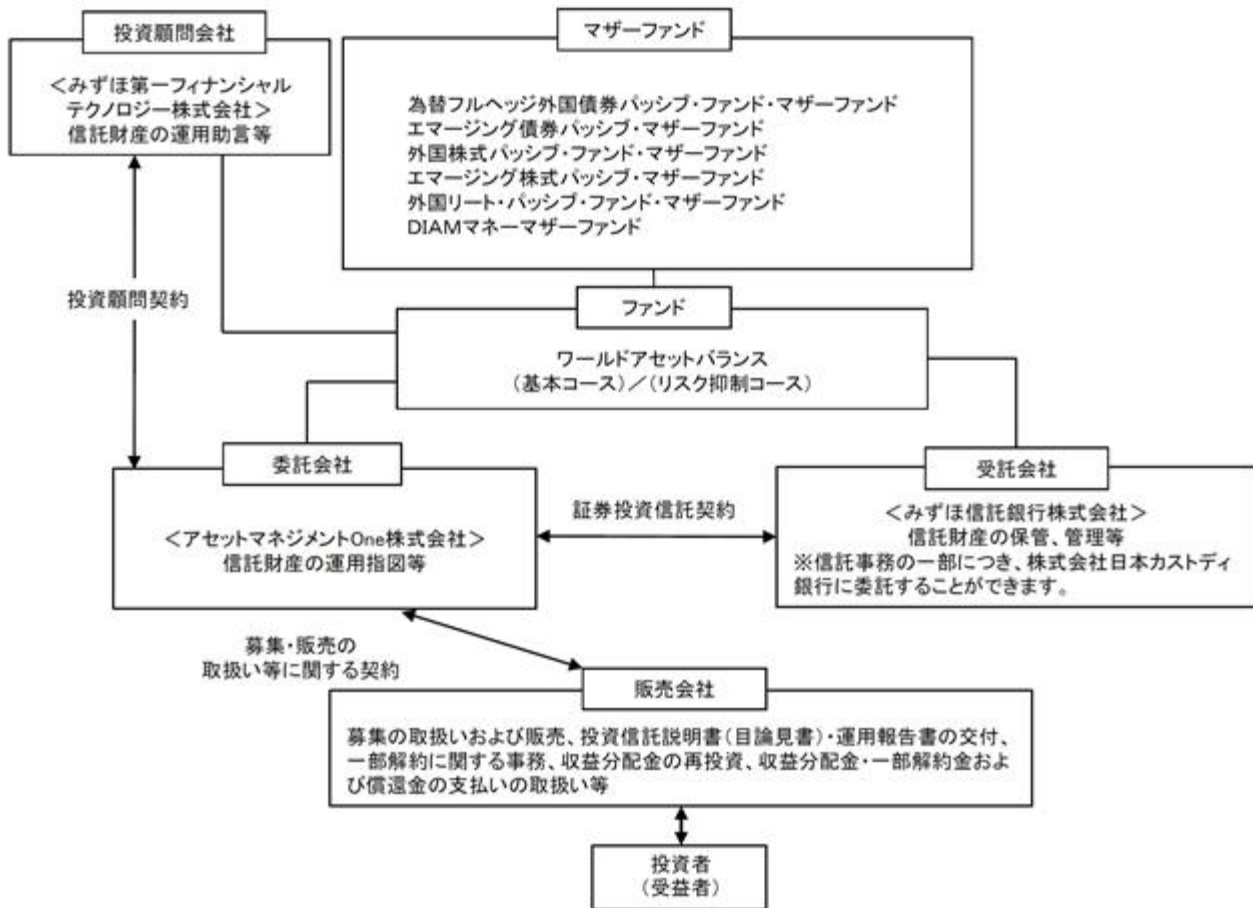 投資顧問会社
<みずほ第一フィナンシャル
テクノロジー株式会社>
信託財産の運用助言等
マザーファンド
為替フルヘッジ外国債券パッシブ・ファンド・マザーファンド
エマージング債券パッシブ・マザーファンド
外国株式パッシブ・ファンド・マザーファンド
エマージング株式パッシブ・マザーファンド
外国リート・パッシブ・ファンド・マザーファンド
DIAMマネーマザーファンド
投資顧問契約
ファンド
ワールドアセットバランス
(基本コース)/(リスク抑制コース)
委託会社
<アセットマネジメントOne株式会社>
信託財産の運用指図等
証券投資信託契約
受託会社
<みずほ信託銀行株式会社>
信託財産の保管、管理等
※信託事務の一部につき、株式会社日本カストディ
銀行に委託することができます。
募集・販売の
取扱い等に関する契約
販売会社
募集の取扱いおよび販売、投資信託説明書(目論見書)・運用報告書の交付、
一部解約に関する事務、収益分配金の再投資、収益分配金・一部解約金およ
び償還金の支払いの取扱い等
投資者
(受益者)